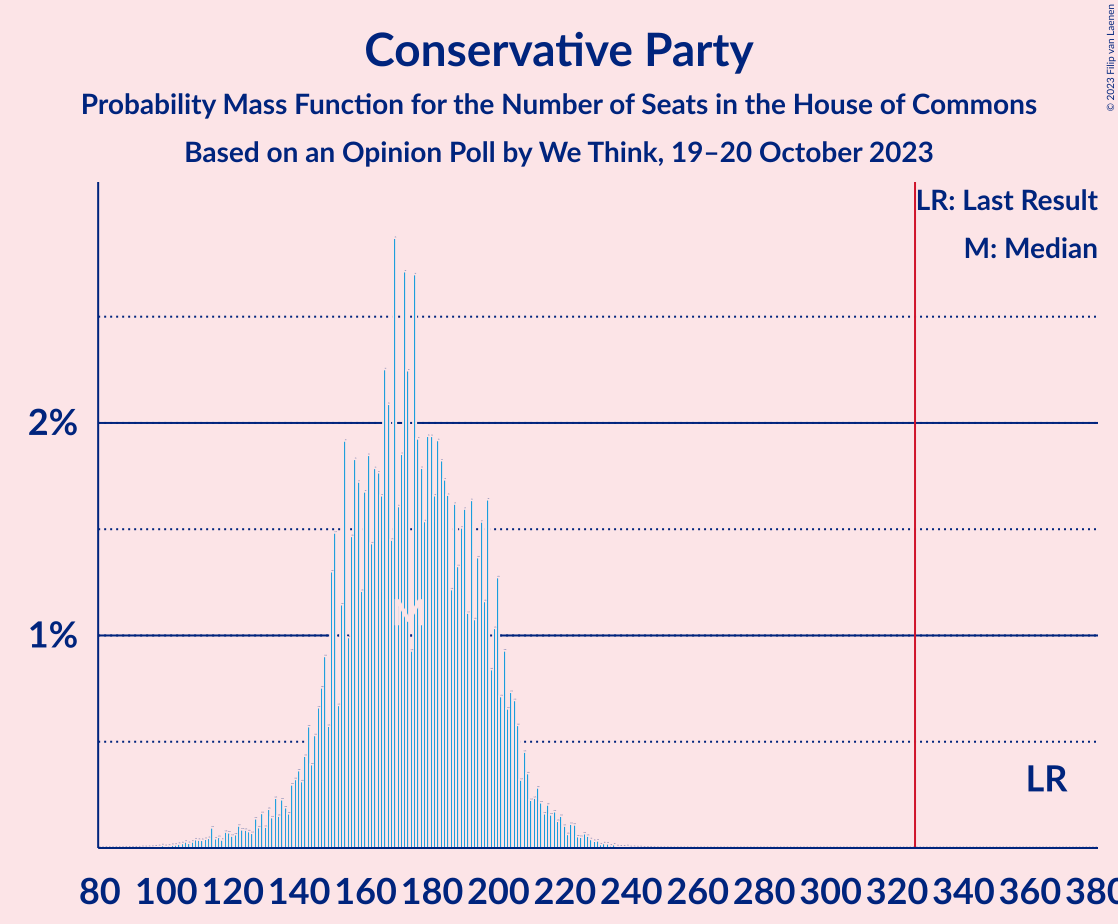 Conservative Party
Probability Mass Function for the Number of Seats in the House of Commons
Based on an Opinion Poll by We Think, 19–20 October 2023
© 2023 Filip van Laenen
LR: Last Result
M: Median
2%
1%
LR
80 100 120 140 160 180 200 220 240 260 280 300 320 340 360 380